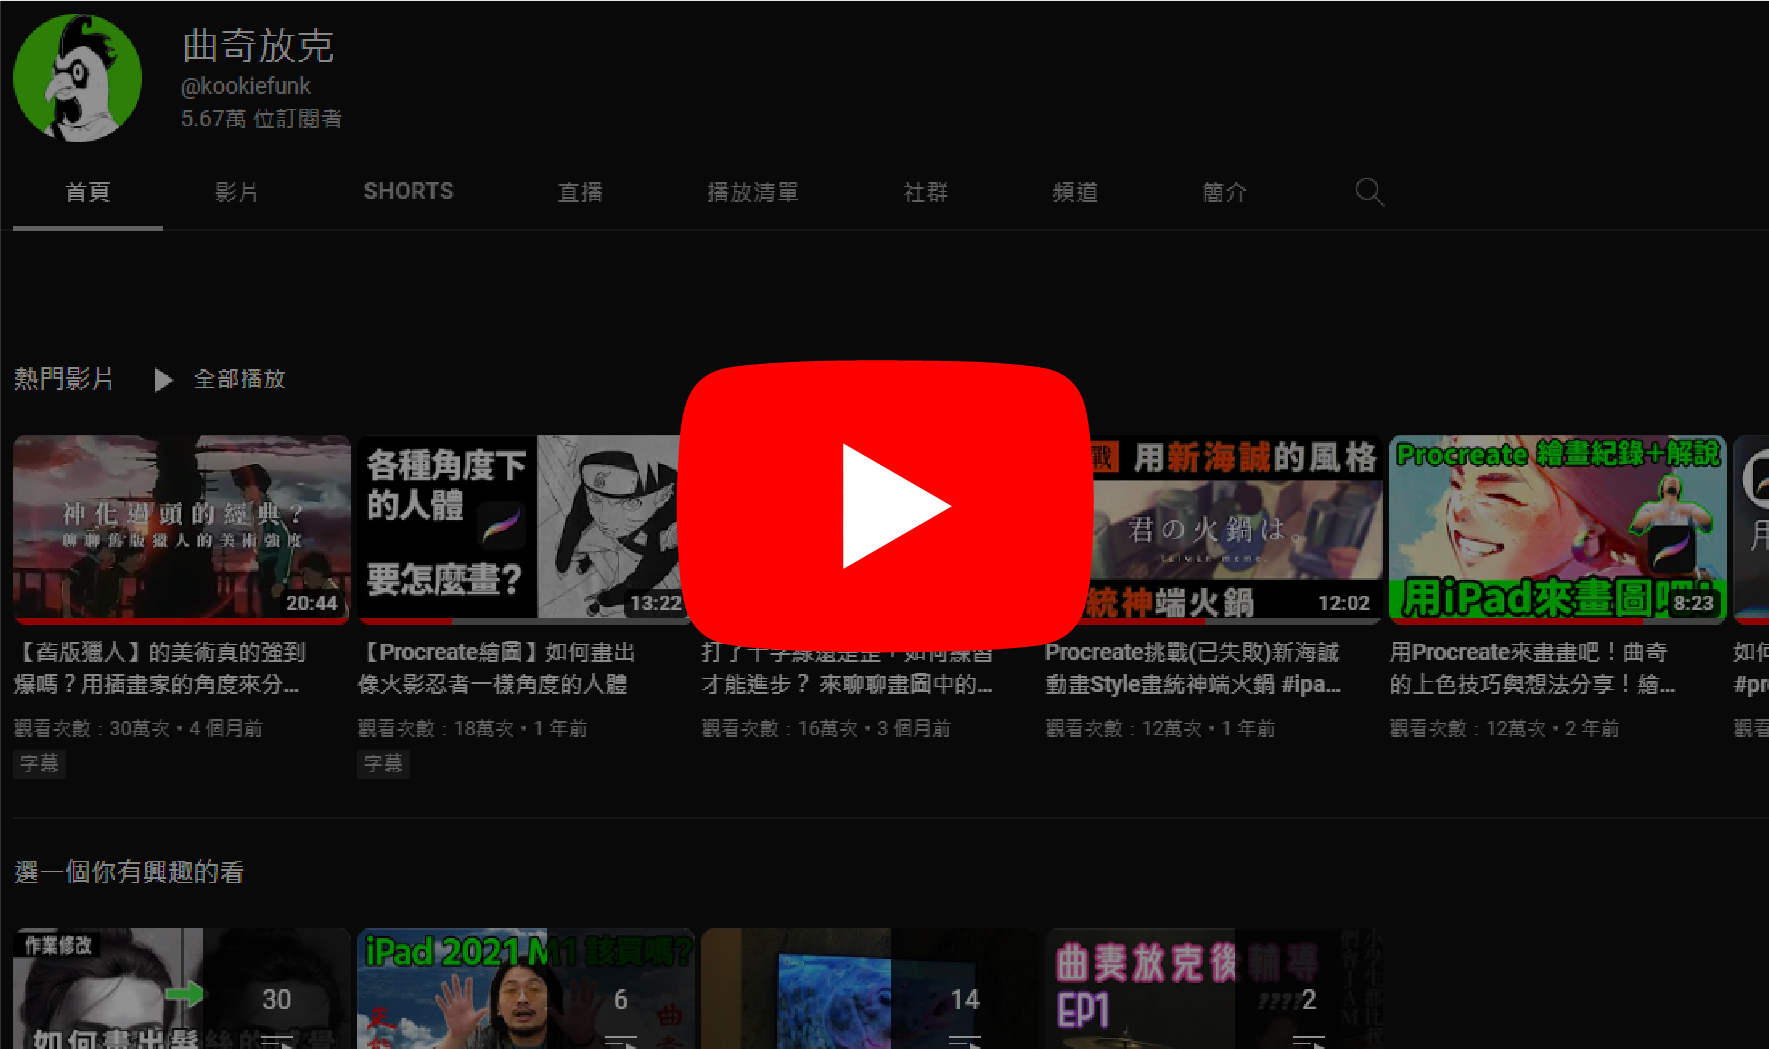 曲奇放克
@kookiefunk
5.67萬 位訂閱者
首頁 影片 SHORTS 直播 播放清單 社群 頻道 簡介
熱門影片 全部播放
神化過頭的經典?
聊聊舊版獵人的美術強度
20:44
各種角度下
的人體
要怎麼畫?
13:22
戰 用新海誠的風格
君の火鍋は。
taiwan meme.
統神端火鍋
12:02
Procreate 繪畫紀錄+解說
用iPad來畫圖吧!
8:23
用
【舊版獵人】的美術真的強到
爆嗎？用插畫家的角度來分...
觀看次數：30萬次・4 個月前
字幕
【Procreate繪圖】如何畫出
像火影忍者一樣角度的人體
觀看次數：18萬次・1 年前
字幕
打了十字線還是歪，如何練習
才能進步？ 來聊聊畫圖中的...
觀看次數：16萬次・3 個月前
Procreate挑戰(已失敗)新海誠
動畫Style畫統神端火鍋 #ipa...
觀看次數：12萬次・1 年前
用Procreate來畫畫吧！曲奇
的上色技巧與想法分享！繪...
觀看次數：12萬次・2 年前
如何
#pr
觀看
選一個你有興趣的看
作業修改
如何畫出髮絲的感覺
30
iPad 2021 M1 該買嗎?
6
14
曲妻放克後輔導
EP1
????
2